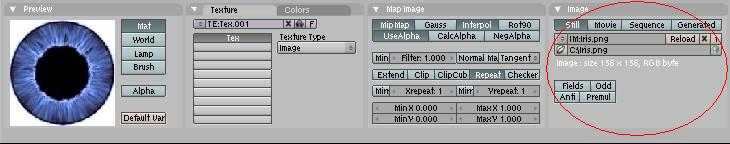 Preview
Mat
World
Lamp
Brush
Alpha
Default Var
Texture Colors
TE:Tex.001 F
Tex
Texture Type
Image
Map Image
MipMap Gauss Interpol Rot90
UseAlpha CalcAlpha NegAlpha
Min Filter: 1.000 Normal Ma Tangent
Extend Clip ClipCub Repeat Checker
Mirr Xrepeat: 1 Mirr Yrepeat: 1
MinX 0.000 MaxX 1.000
MinY 0.000 MaxY 1.000
Image
Still Movie Sequence Generated
IM:Iris.png Reload
C:\Iris.png
Image : size 156 x 156, RGB byte
Fields Odd
Anti Premul